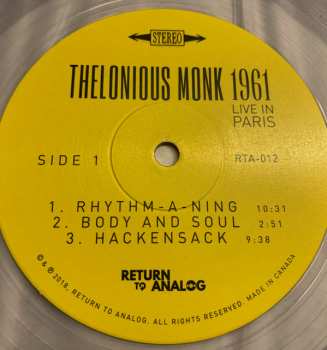 STEREO
THELONIOUS MONK 1961
LIVE IN
PARIS
SIDE 1
RTA-012
1. RHYTHM-A-NING 10:31
2. BODY AND SOUL 2:51
3. HACKENSACK 9:38
RETURN
TO ANALOG
© & ℗ 2018, RETURN TO ANALOG. ALL RIGHTS RESERVED. MADE IN CANADA